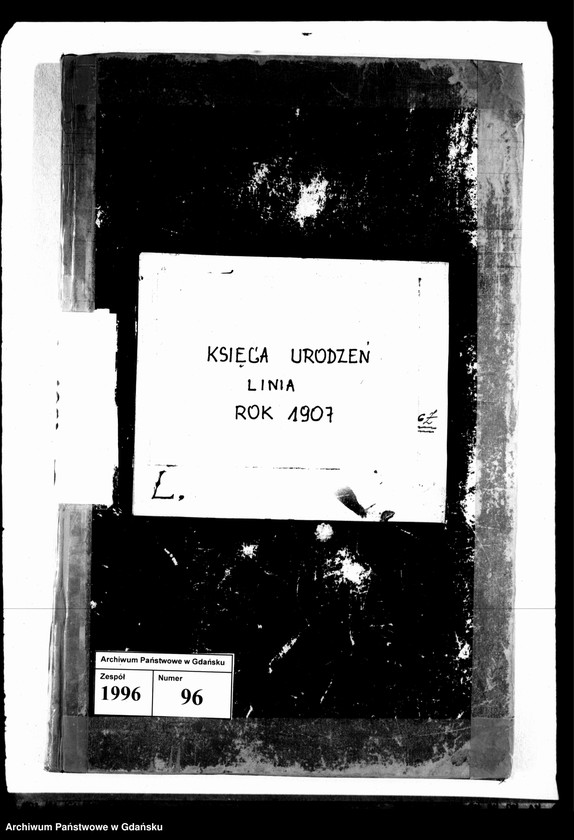 KSIĘGA URODZEŃ
LINIA
ROK 1907
L.
Archiwum Państwowe w Gdańsku
Zespół
1996
Numer
96
Archiwum Państwowe w Gdańsku